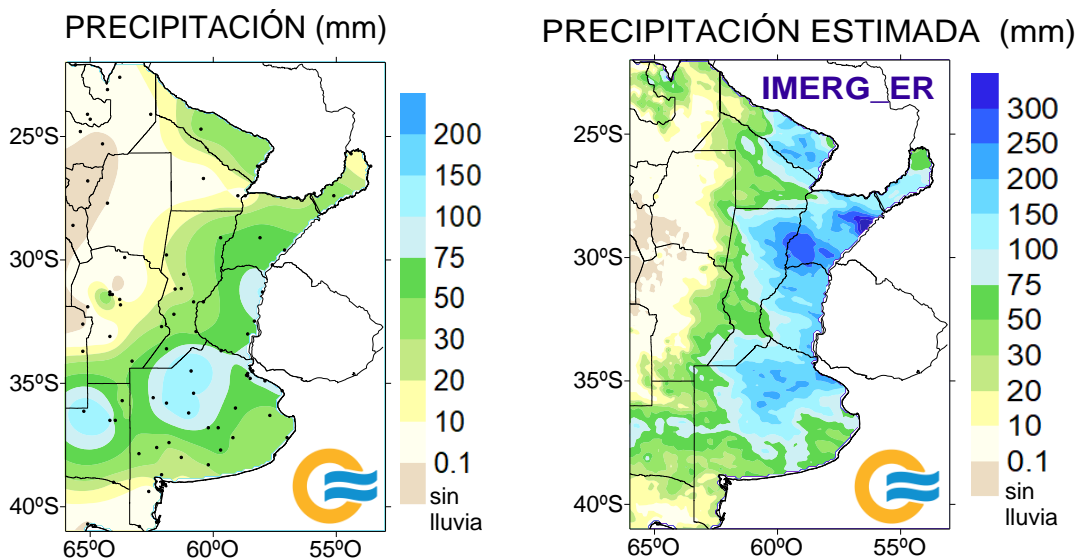 PRECIPITACIÓN (mm)
25ºS
30ºS
35ºS
40ºS
65ºO
60ºO
55ºO
200
150
100
75
50
30
20
10
0.1
sin
lluvia
PRECIPITACIÓN ESTIMADA (mm)
IMERG_ER
25ºS
30ºS
35ºS
40ºS
65ºO
60ºO
55ºO
300
250
200
150
100
75
50
30
20
10
0.1
sin
lluvia